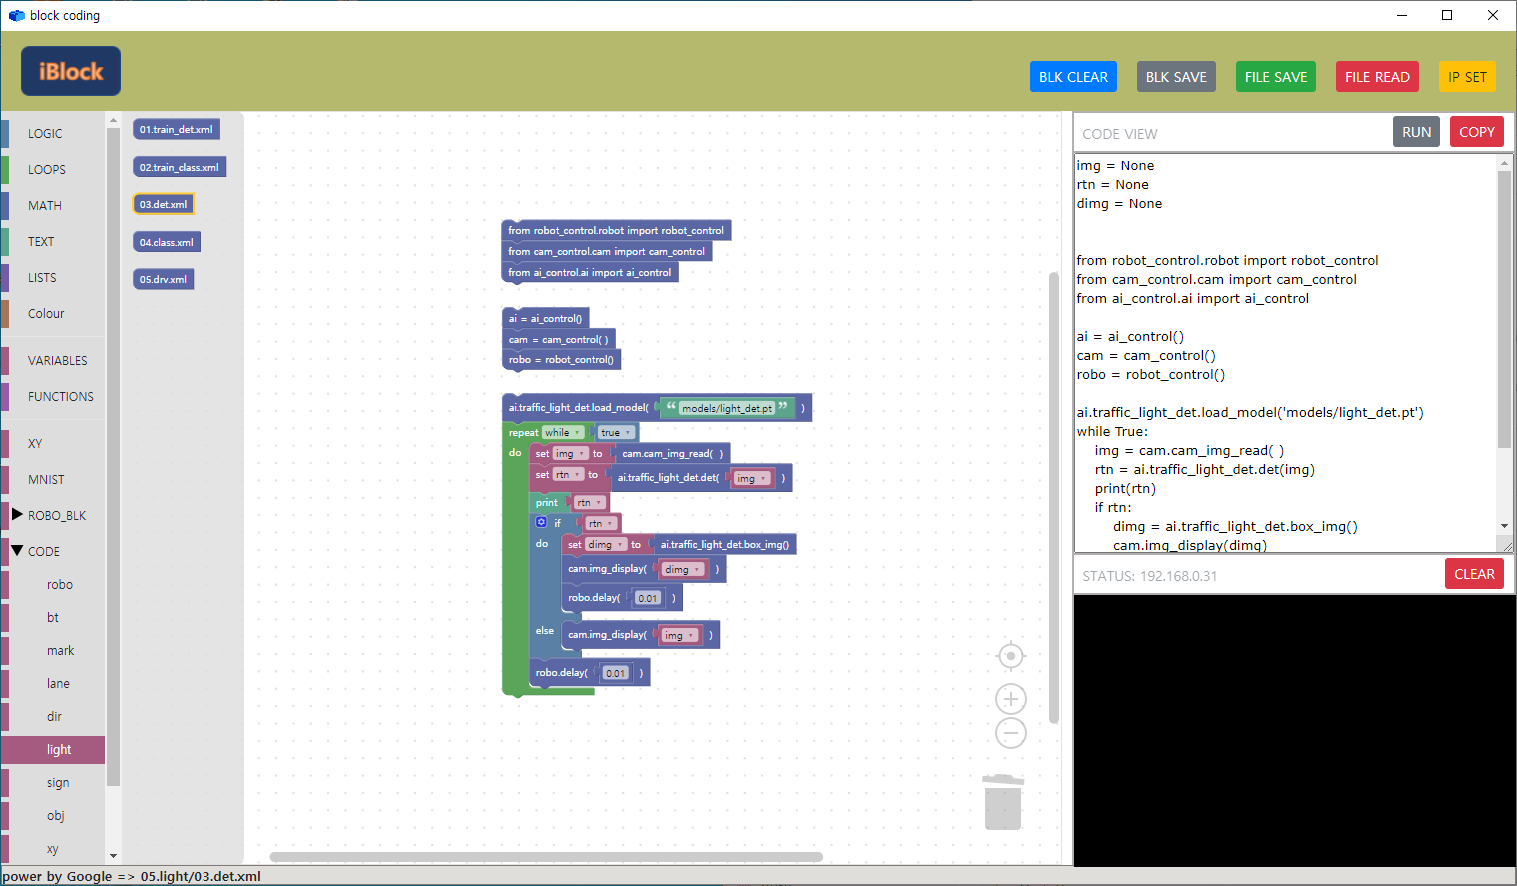 block coding
iBlock
BLK CLEAR
BLK SAVE
FILE SAVE
FILE READ
IP SET
LOGIC
LOOPS
MATH
TEXT
LISTS
Colour
VARIABLES
FUNCTIONS
XY
MNIST
ROBO_BLK
CODE
robo
bt
mark
lane
dir
light
sign
obj
xy
01.train_det.xml
02.train_class.xml
03.det.xml
04.class.xml
05.drv.xml
from robot_control.robot import robot_control
from cam_control.cam import cam_control
from ai_control.ai import ai_control
ai = ai_control()
cam = cam_control( )
robo = robot_control()
ai.traffic_light_det.load_model( “ models/light_det.pt ” )
repeat while true
do set img to cam.cam_img_read( )
set rtn to ai.traffic_light_det.det( img )
print rtn
if rtn
do set dimg to ai.traffic_light_det.box_img()
cam.img_display( dimg )
robo.delay( 0.01 )
else cam.img_display( img )
robo.delay( 0.01 )
CODE VIEW
RUN
COPY
img = None
rtn = None
dimg = None
from robot_control.robot import robot_control
from cam_control.cam import cam_control
from ai_control.ai import ai_control
ai = ai_control()
cam = cam_control()
robo = robot_control()
ai.traffic_light_det.load_model('models/light_det.pt')
while True:
img = cam.cam_img_read( )
rtn = ai.traffic_light_det.det(img)
print(rtn)
if rtn:
dimg = ai.traffic_light_det.box_img()
cam.img_display(dimg)
STATUS: 192.168.0.31
CLEAR
power by Google => 05.light/03.det.xml